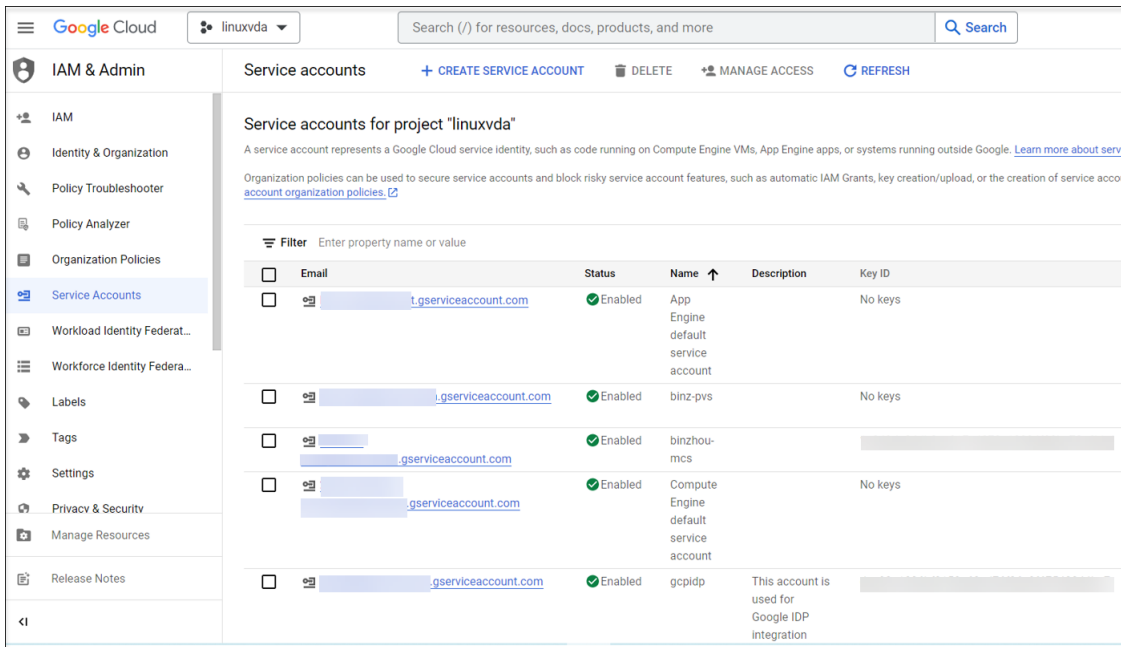 Google Cloud
linuxvda
Search (/) for resources, docs, products, and more
Search
IAM & Admin
Service accounts
+ CREATE SERVICE ACCOUNT
DELETE
MANAGE ACCESS
REFRESH
IAM
Identity & Organization
Policy Troubleshooter
Policy Analyzer
Organization Policies
Service Accounts
Workload Identity Federat...
Workforce Identity Federa...
Labels
Tags
Settings
Privacy & Security
Manage Resources
Release Notes
Service accounts for project "linuxvda"
A service account represents a Google Cloud service identity, such as code running on Compute Engine VMs, App Engine apps, or systems running outside Google. Learn more about serv
Organization policies can be used to secure service accounts and block risky service account features, such as automatic IAM Grants, key creation/upload, or the creation of service acco
account organization policies.
Filter Enter property name or value
Email Status Name Description Key ID
t.gserviceaccount.com Enabled App No keys
Engine
default
service
account
.gserviceaccount.com Enabled binz-pvs No keys
Enabled binzhou-
.gserviceaccount.com mcs
Enabled Compute No keys
.gserviceaccount.com Engine
default
service
account
.gserviceaccount.com Enabled gcpidp This account is
used for
Google IDP
integration